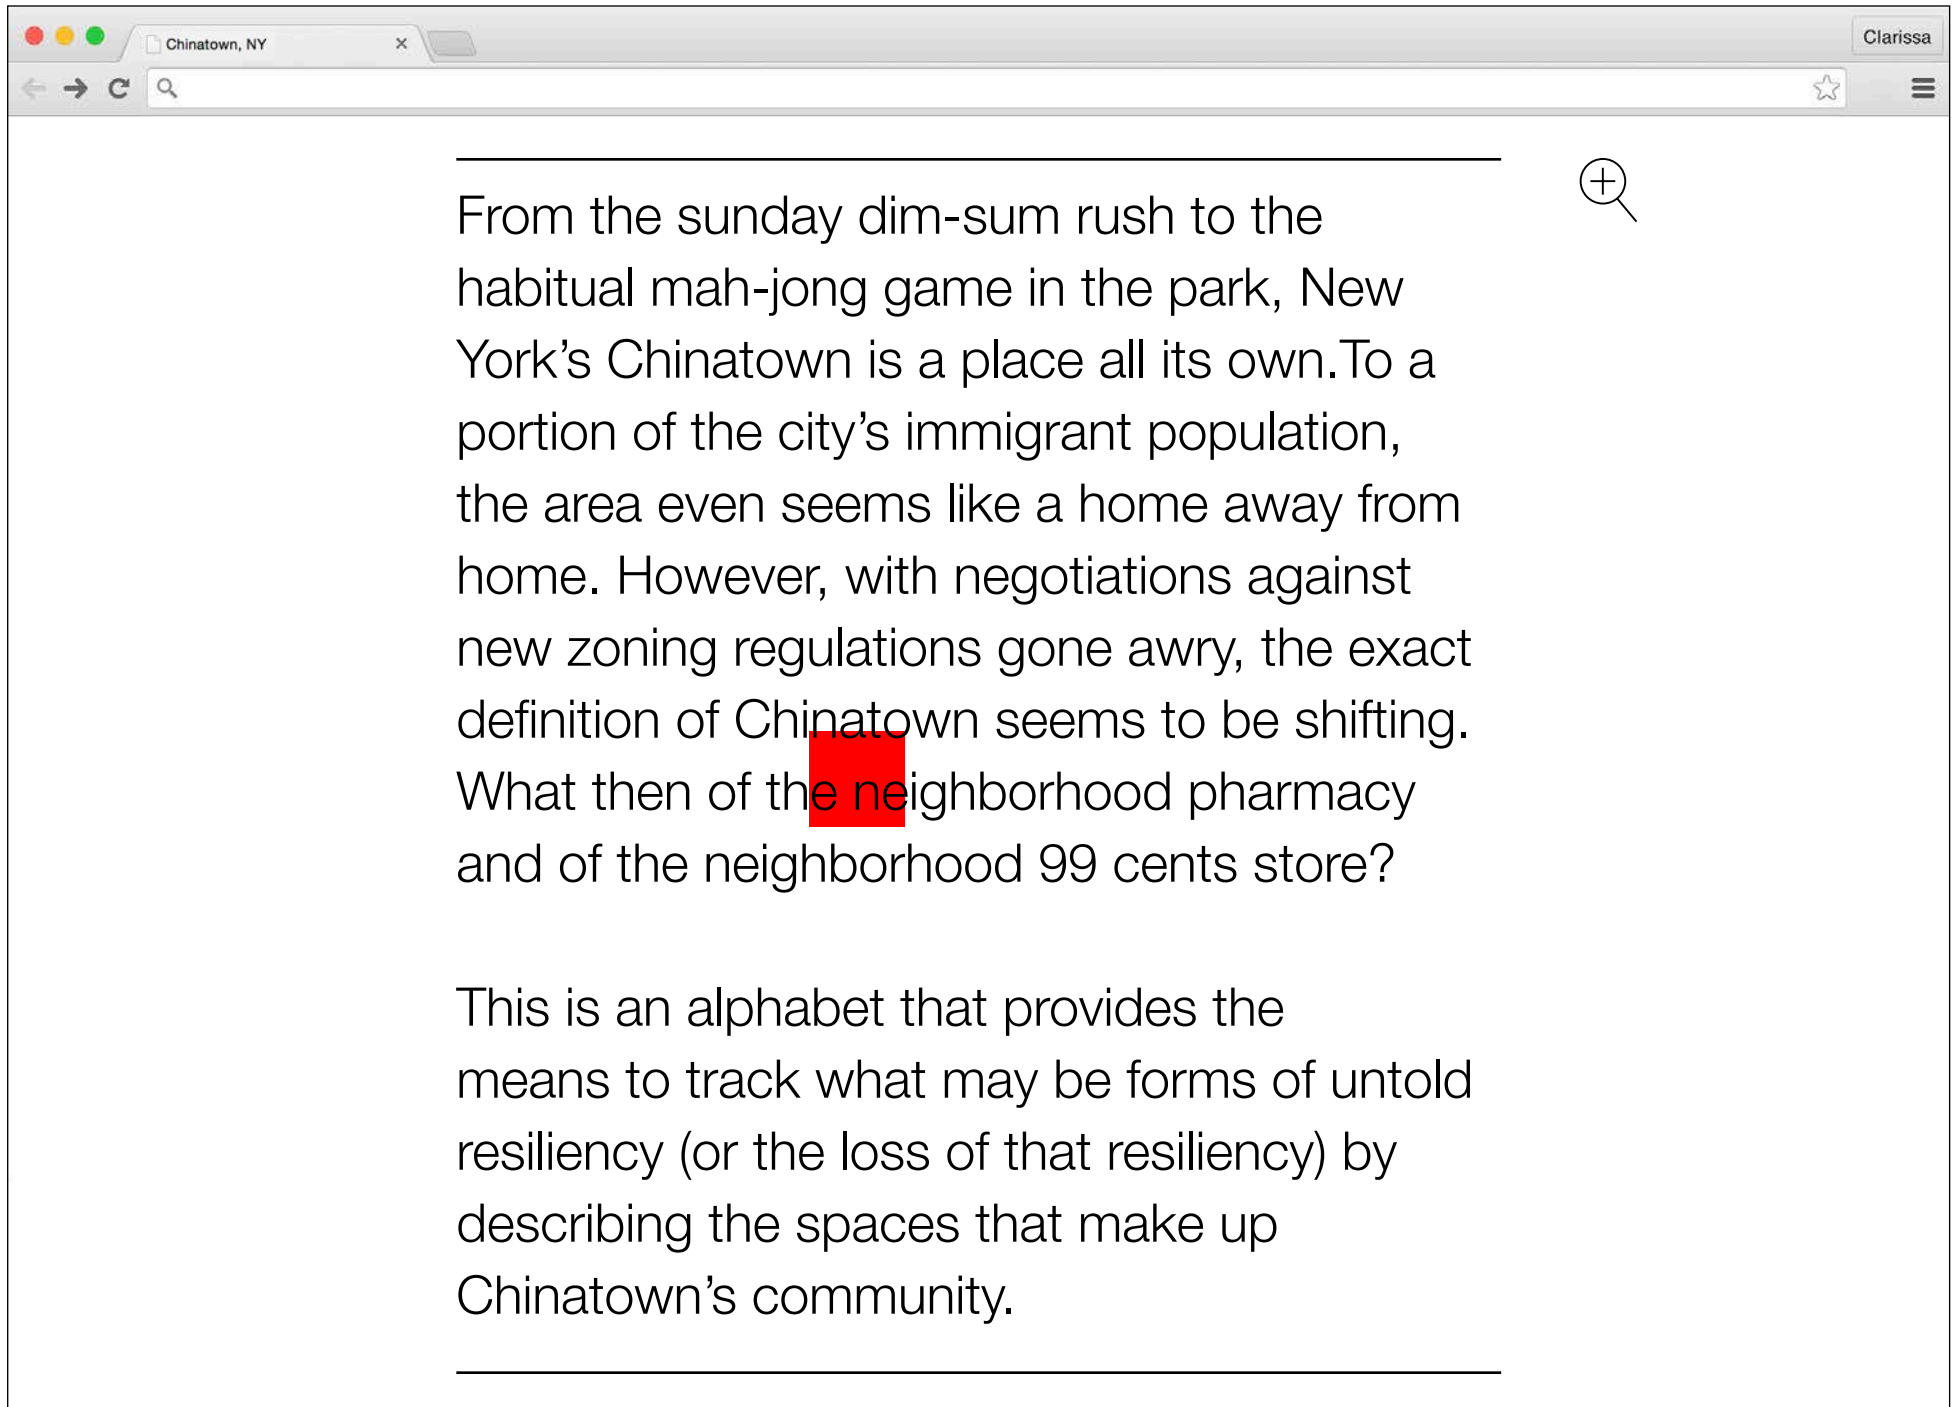 Chinatown, NY
Clarissa
From the sunday dim-sum rush to the
habitual mah-jong game in the park, New
York’s Chinatown is a place all its own.To a
portion of the city’s immigrant population,
the area even seems like a home away from
home. However, with negotiations against
new zoning regulations gone awry, the exact
definition of Chinatown seems to be shifting.
What then of the neighborhood pharmacy
and of the neighborhood 99 cents store?
This is an alphabet that provides the
means to track what may be forms of untold
resiliency (or the loss of that resiliency) by
describing the spaces that make up
Chinatown’s community.